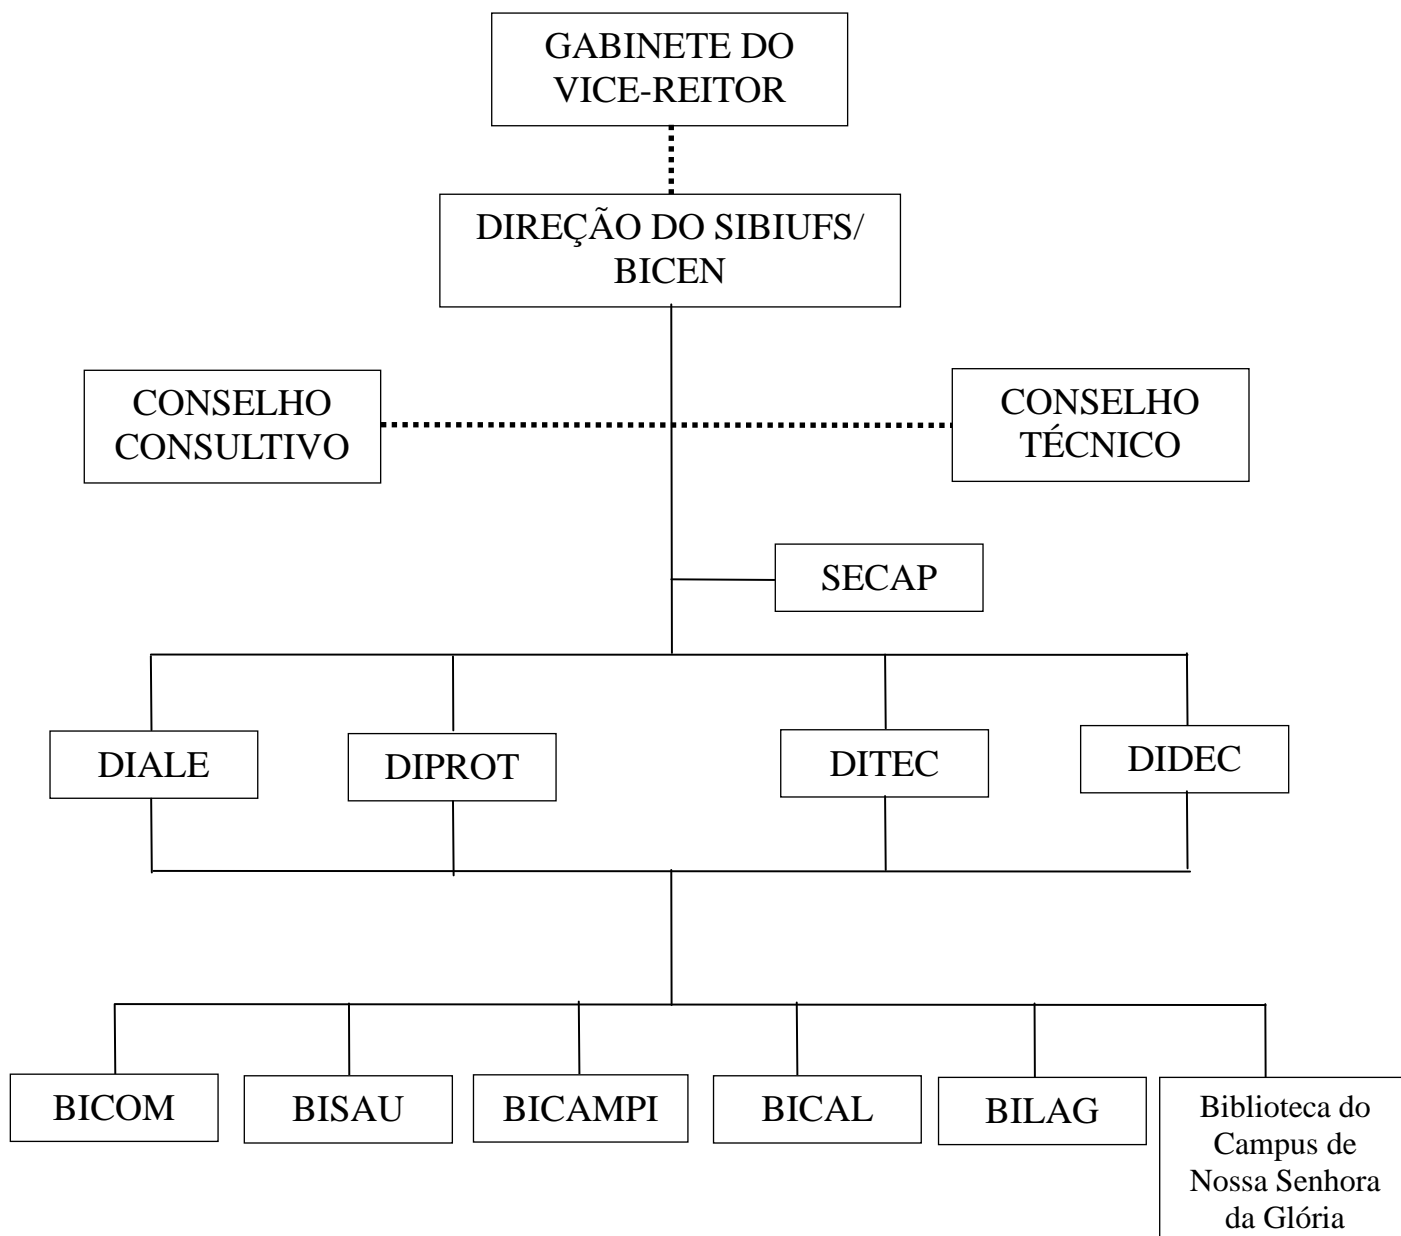 GABINETE DO
VICE-REITOR
DIREÇÃO DO SIBIUFS/
BICEN
CONSELHO
CONSULTIVO
CONSELHO
TÉCNICO
SECAP
DIALE
DIPROT
DITEC
DIDEC
BICOM
BISAU
BICAMPI
BICAL
BILAG
Biblioteca do
Campus de
Nossa Senhora
da Glória